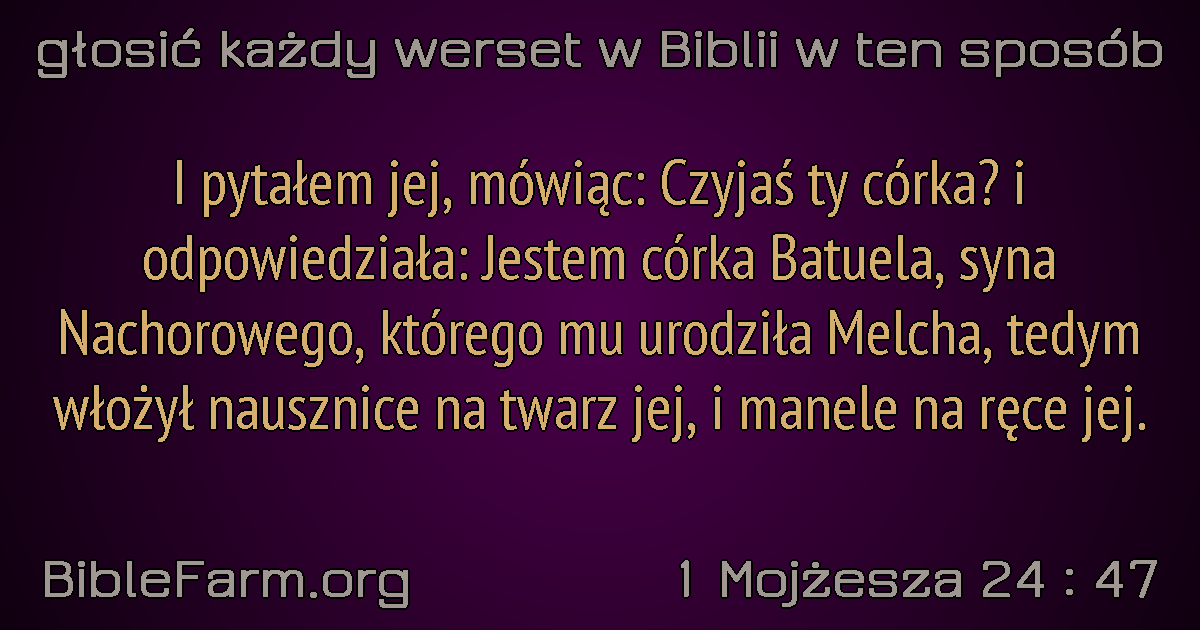 głosić każdy werset w Biblii w ten sposób
I pytałem jej, mówiąc: Czyjaś ty córka? i
odpowiedziała: Jestem córka Batuela, syna
Nachorowego, którego mu urodziła Melcha, tedym
włożył nausznice na twarz jej, i manele na ręce jej.
BibleFarm.org
1 Mojżesza 24 : 47